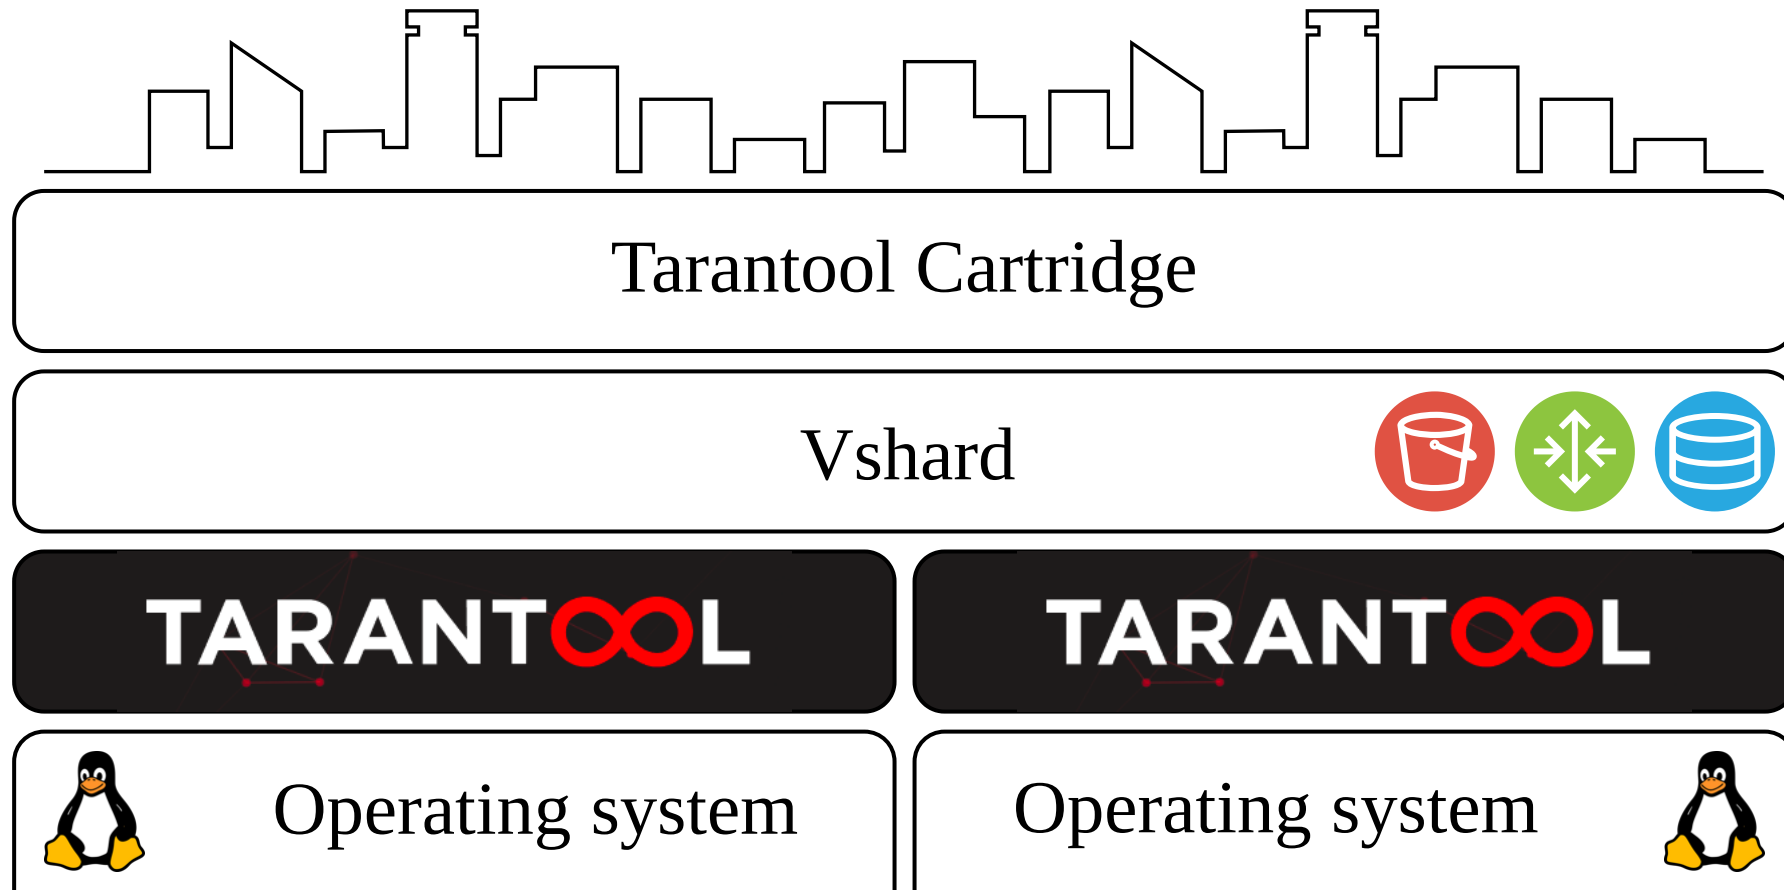 Tarantool Cartridge
Vshard
TARANTOOL TARANTOOL
Operating system Operating system